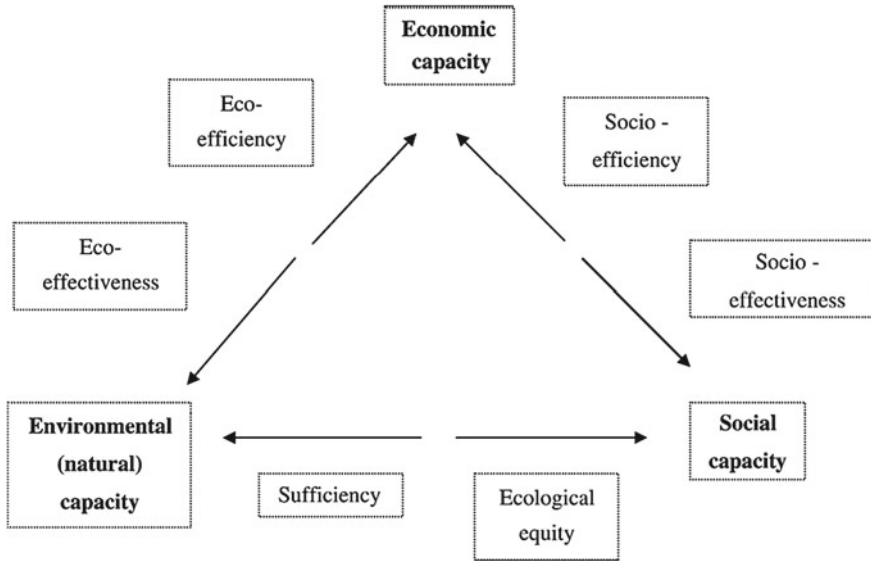 Economic
capacity
Eco-
efficiency
Socio -
efficiency
Eco-
effectiveness
Socio -
effectiveness
Environmental
(natural)
capacity
Social
capacity
Sufficiency
Ecological
equity